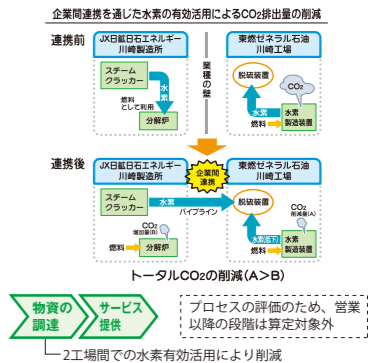 企業間連携を通じた水素の有効活用によるCO2排出量の削減
連携前
JX日鉱日石エネルギー
川崎製造所
スチーム
クラッカー
水素
燃料
として利用
分解炉
業種の壁
東燃ゼネラル石油
川崎工場
脱硫装置
CO2
水素
燃料
水素
製造装置
連携後
JX日鉱日石エネルギー
川崎製造所
企業間
連携
東燃ゼネラル石油
川崎工場
スチーム
クラッカー
水素
パイプライン
脱硫装置
CO2
増加量(B)
燃料
分解炉
CO2
削減量(A)
燃料
水素
製造装置
トータルCO2の削減(A>B)
物資の
調達
サービス
提供
プロセスの評価のため、営業
以降の段階は算定対象外
2工場間での水素有効活用により削減